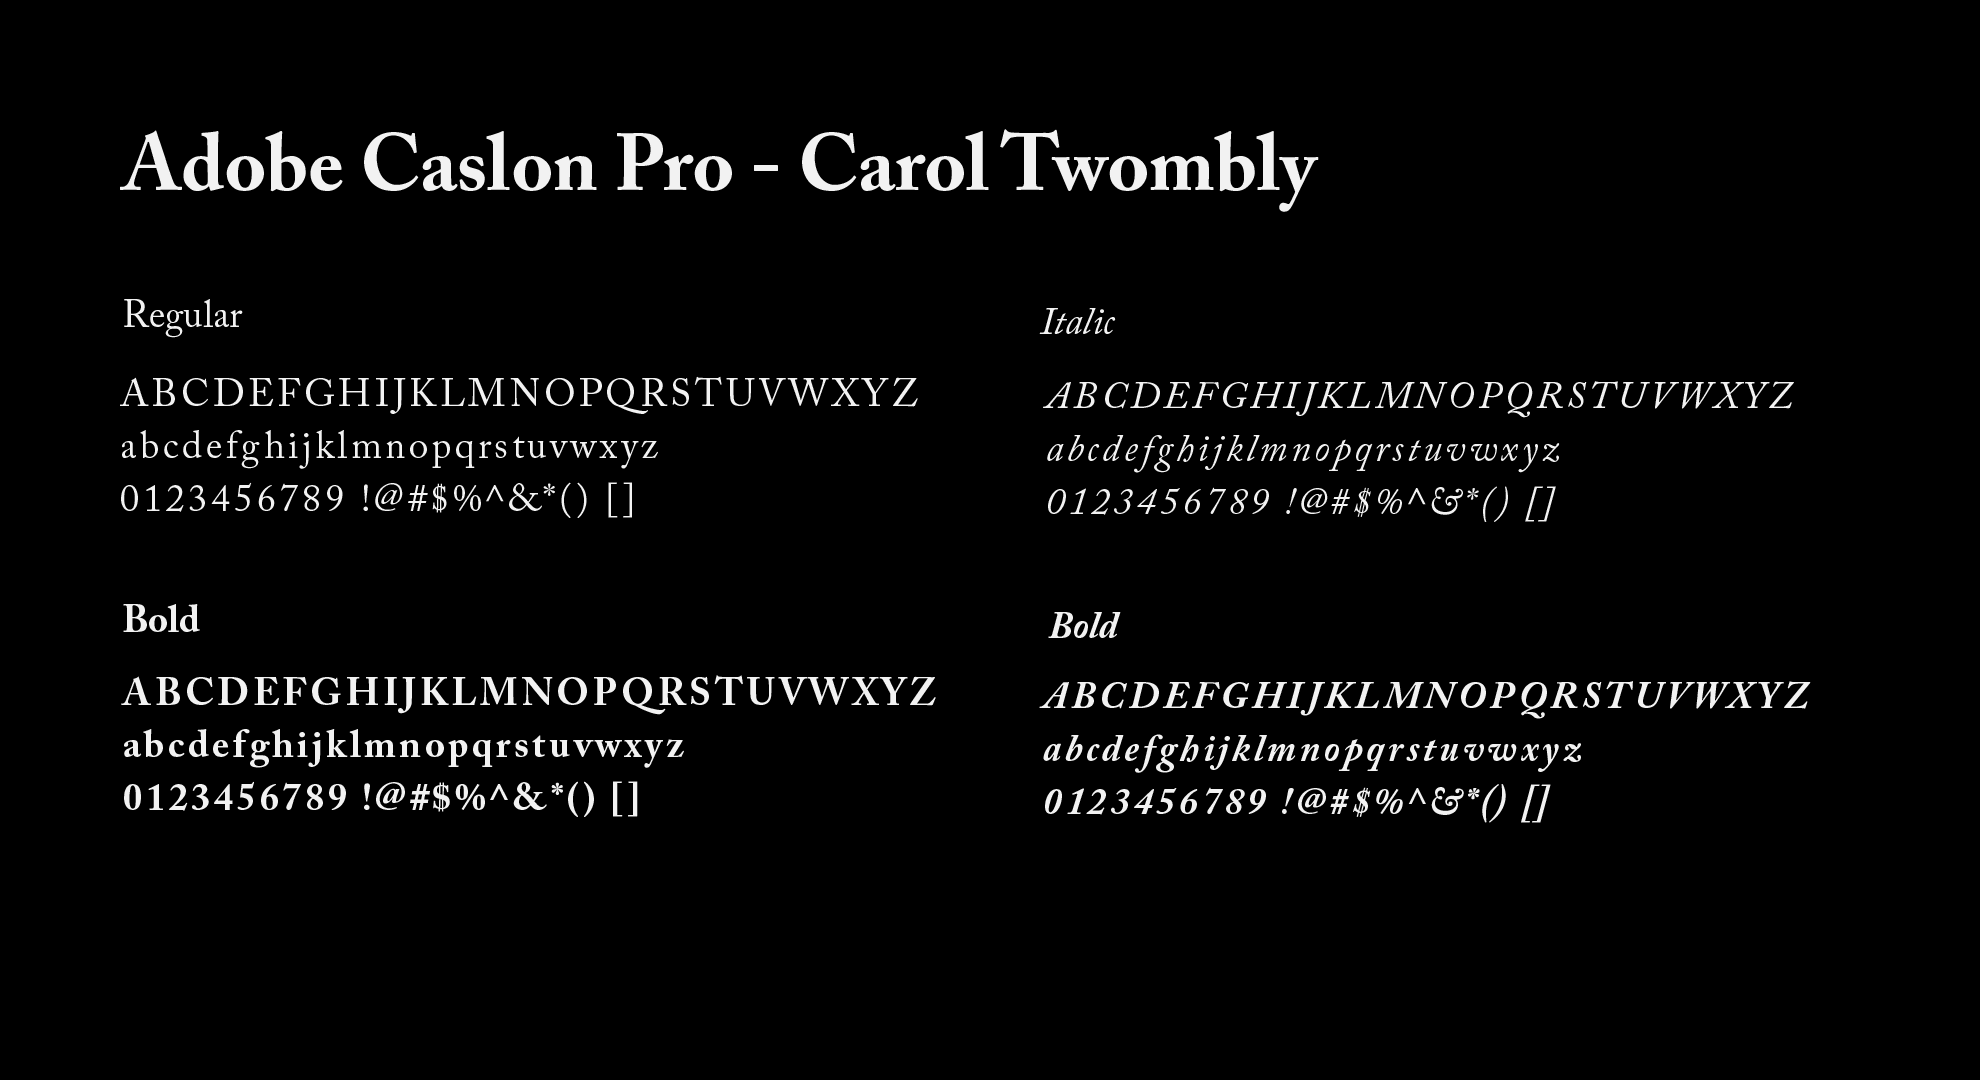 Adobe Caslon Pro - Carol Twombly
Regular
ABCDEFGHIJKLMNOPQRSTUVWXYZ
abcdefghijklmnopqrstuvwxyz
0123456789 !@#$%^&*() []
Italic
ABCDEFGHIJKLMNOPQRSTUVWXYZ
abcdefghijklmnopqrstuvwxyz
0123456789 !@#$%^&*() []
Bold
ABCDEFGHIJKLMNOPQRSTUVWXYZ
abcdefghijklmnopqrstuvwxyz
0123456789 !@#$%^&*() []
Bold
ABCDEFGHIJKLMNOPQRSTUVWXYZ
abcdefghijklmnopqrstuvwxyz
0123456789 !@#$%^&*() []